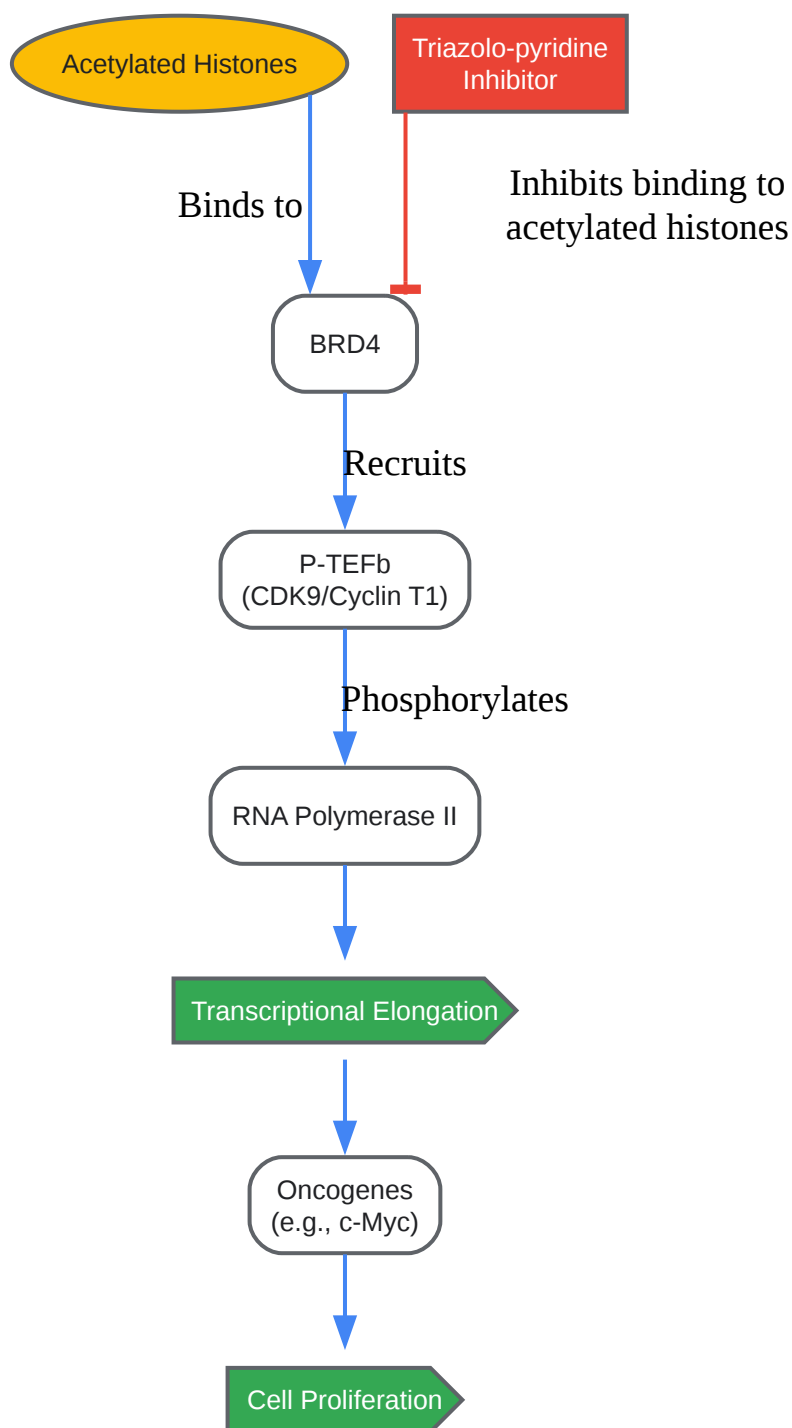 Acetylated Histones
Triazolo-pyridine
Inhibitor
Binds to
Inhibits binding to
acetylated histones
BRD4
Recruits
P-TEFb
(CDK9/Cyclin T1)
Phosphorylates
RNA Polymerase II
Transcriptional Elongation
Oncogenes
(e.g., c-Myc)
Cell Proliferation